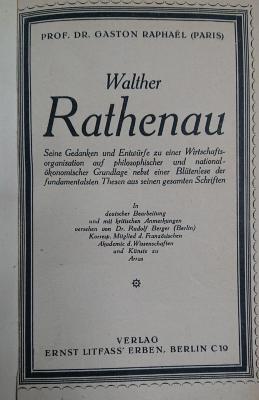 PROF. DR. GASTON RAPHAËL (PARIS)
Walther
Rathenau
Seine Gedanken und Entwürfe zu einer Wirtschafts-
organisation auf philosophischer und national-
ökonomischer Grundlage nebst einer Blütenlese der
fundamentalsten Thesen aus seinen gesamten Schriften
In
deutscher Bearbeitung
und mit kritischen Anmerkungen
versehen von Dr. Rudolf Berger (Berlin)
Korresp. Mitglied d. Französischen
Akademie d. Wissenschaften
und Künste zu
Arras
VERLAG
ERNST LITFASS' ERBEN, BERLIN C 19